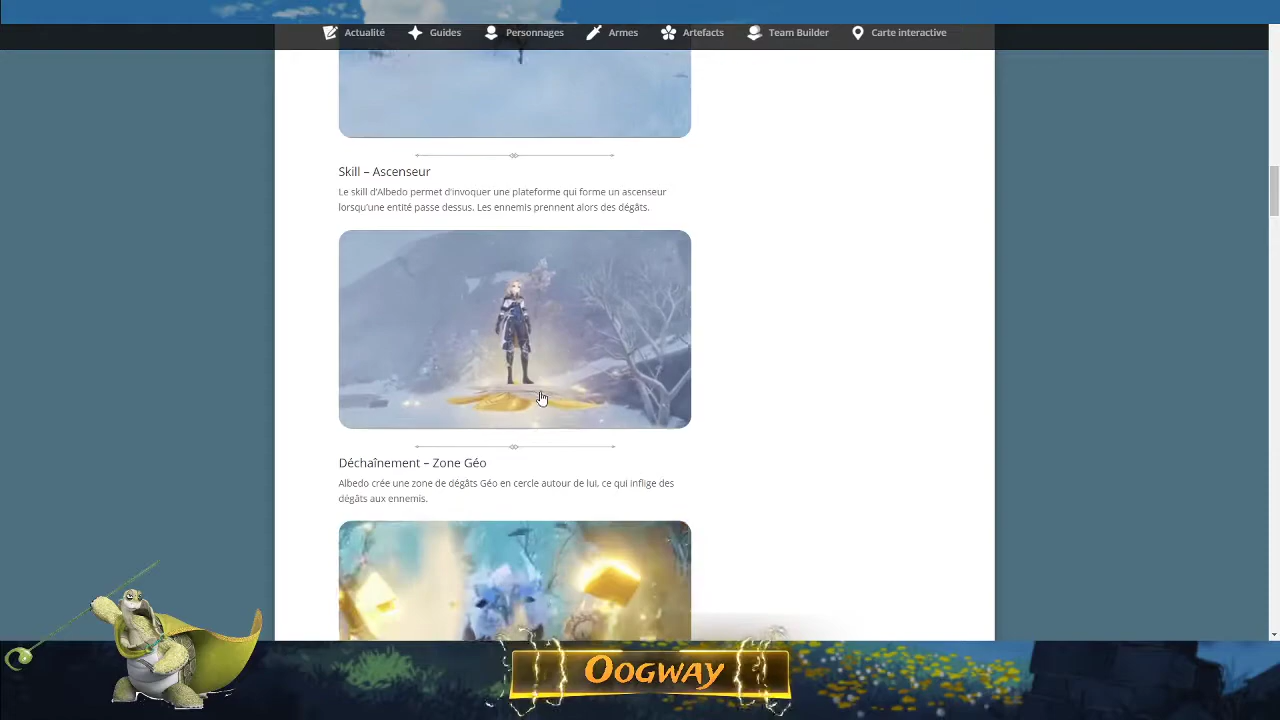 Actualité Guides Personnages Armes Artefacts Team Builder Carte interactive
Skill – Ascenseur
Le skill d'Albedo permet d'invoquer une plateforme qui forme un ascenseur
lorsqu'une entité passe dessus. Les ennemis prennent alors des dégâts.
Déchaînement – Zone Géo
Albedo crée une zone de dégâts Géo en cercle autour de lui, ce qui inflige des
dégâts aux ennemis.
Oogway